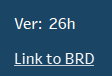 Ver: 26h
Link to BRD